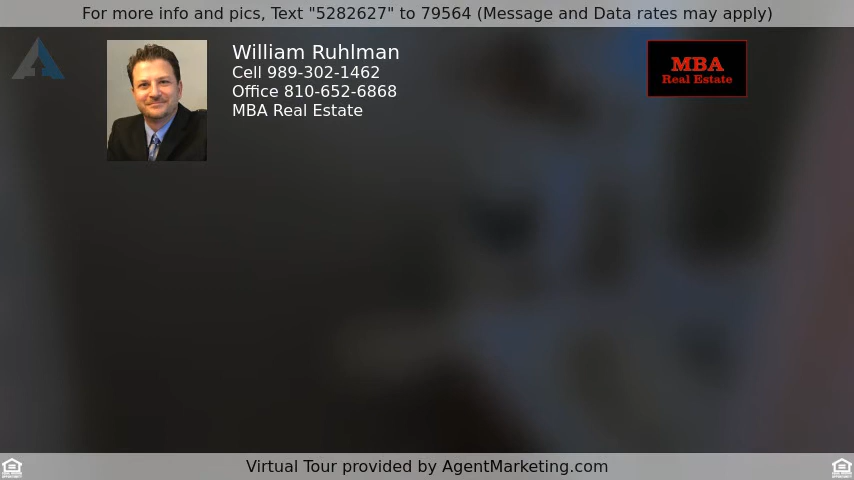 For more info and pics, Text "5282627" to 79564 (Message and Data rates may apply)
William Ruhlman
Cell 989-302-1462
Office 810-652-6868
MBA Real Estate
MBA
Real Estate
Virtual Tour provided by AgentMarketing.com